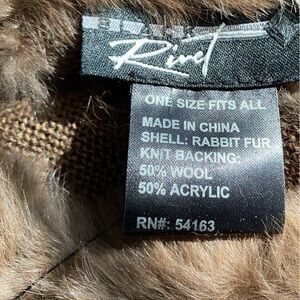 Rivet
ONE SIZE FITS ALL
MADE IN CHINA
SHELL: RABBIT FUR
KNIT BACKING:
50% WOOL
50% ACRYLIC
RN#: 54163